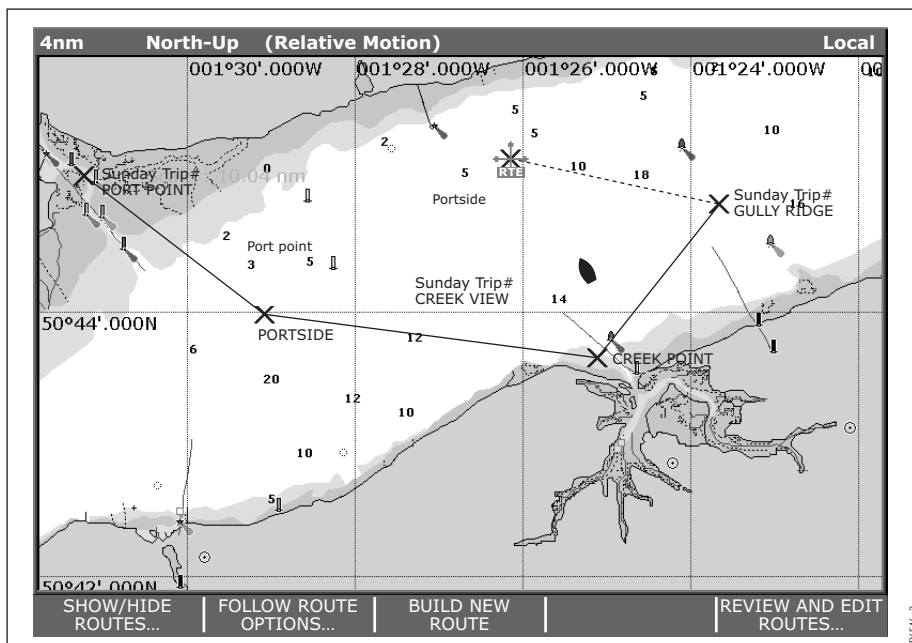 4nm North-Up (Relative Motion) Local
001°30'.000W 001°28'.000W 001°26'.000W 001°24'.000W
5
5
2
5
10
0
5
10
18
Sunday Trip#
PORT POINT
10.04 nm
RTE
Portside
Sunday Trip#
GULLY RIDGE
16
2
Port point
3
5
Sunday Trip#
CREEK VIEW
14
50°44'.000N
PORTSIDE
6
12
CREEK POINT
20
12
10
10
5
50°42'.000N
SHOW/HIDE
ROUTES...
FOLLOW ROUTE
OPTIONS...
BUILD NEW
ROUTE
REVIEW AND EDIT
ROUTES...